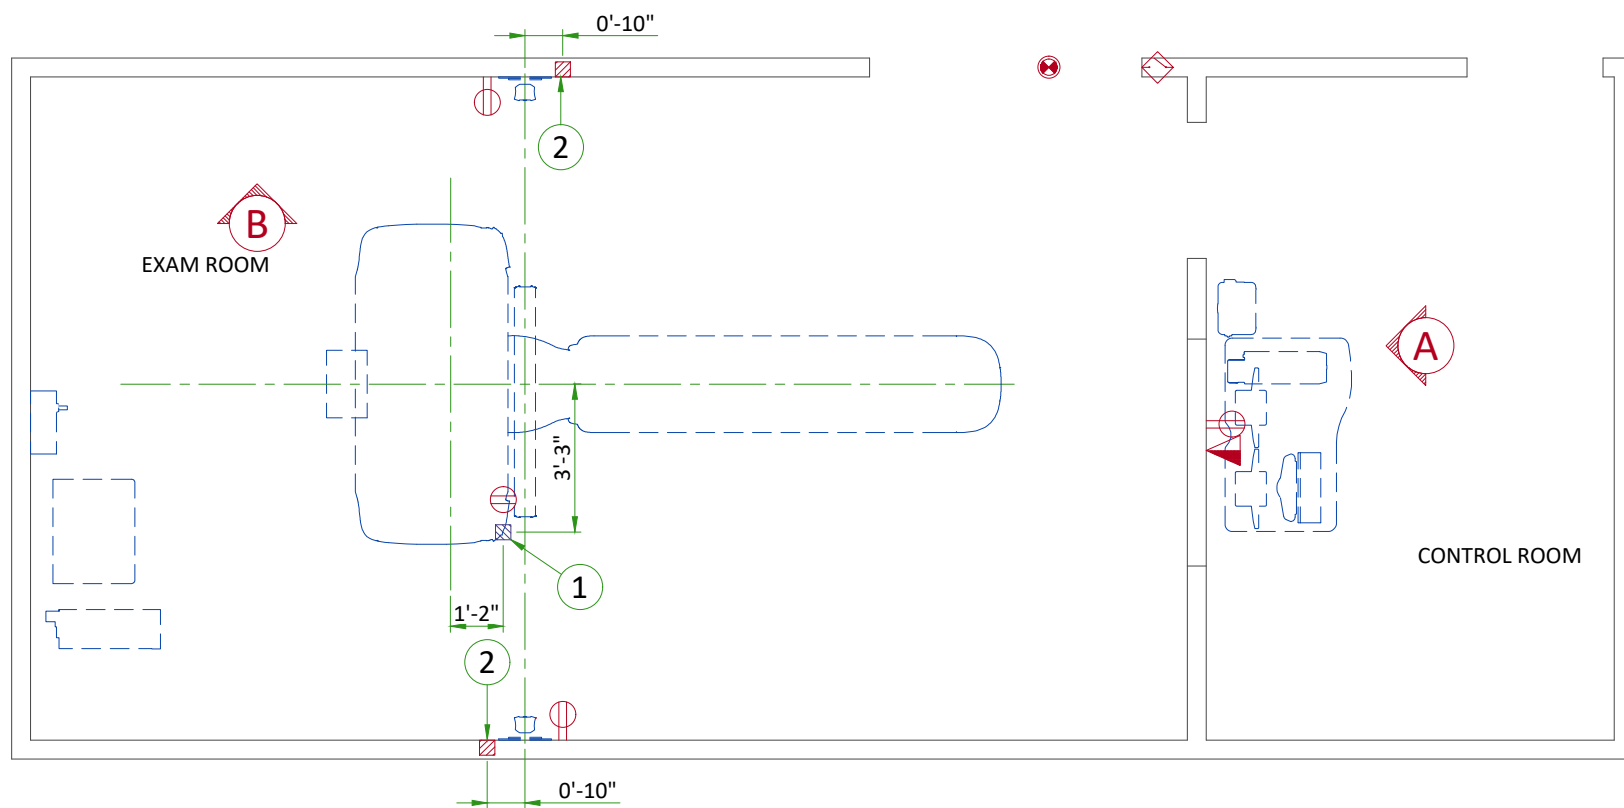 0'-10"
2
B
EXAM ROOM
A
3'-3"
CONTROL ROOM
1
1'-2"
2
0'-10"